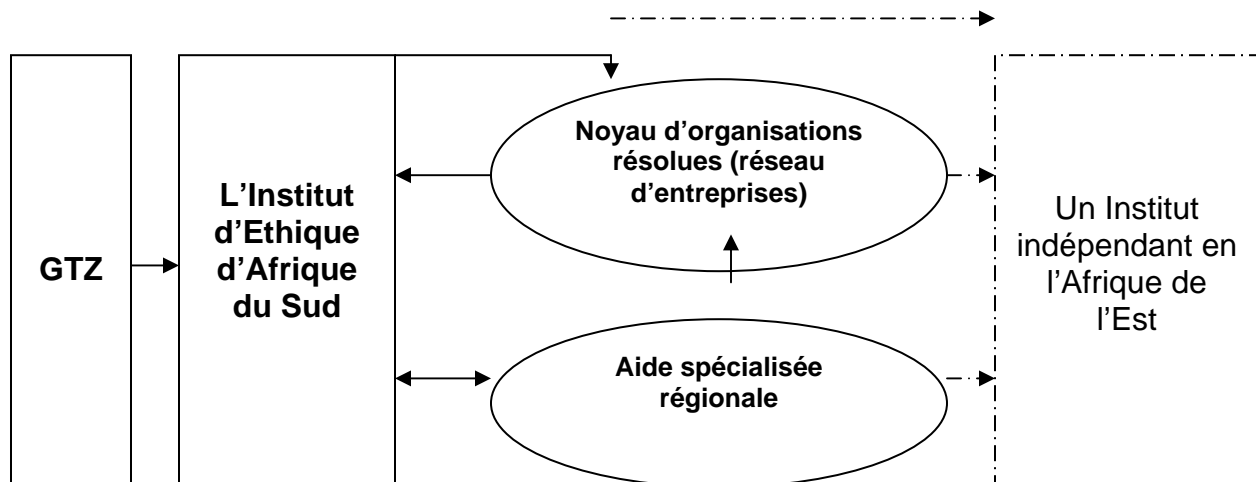 GTZ
L’Institut
d’Ethique
d’Afrique
du Sud
Noyau d’organisations
résolues (réseau
d’entreprises)
Aide spécialisée
régionale
Un Institut
indépendant en
l’Afrique de
l’Est